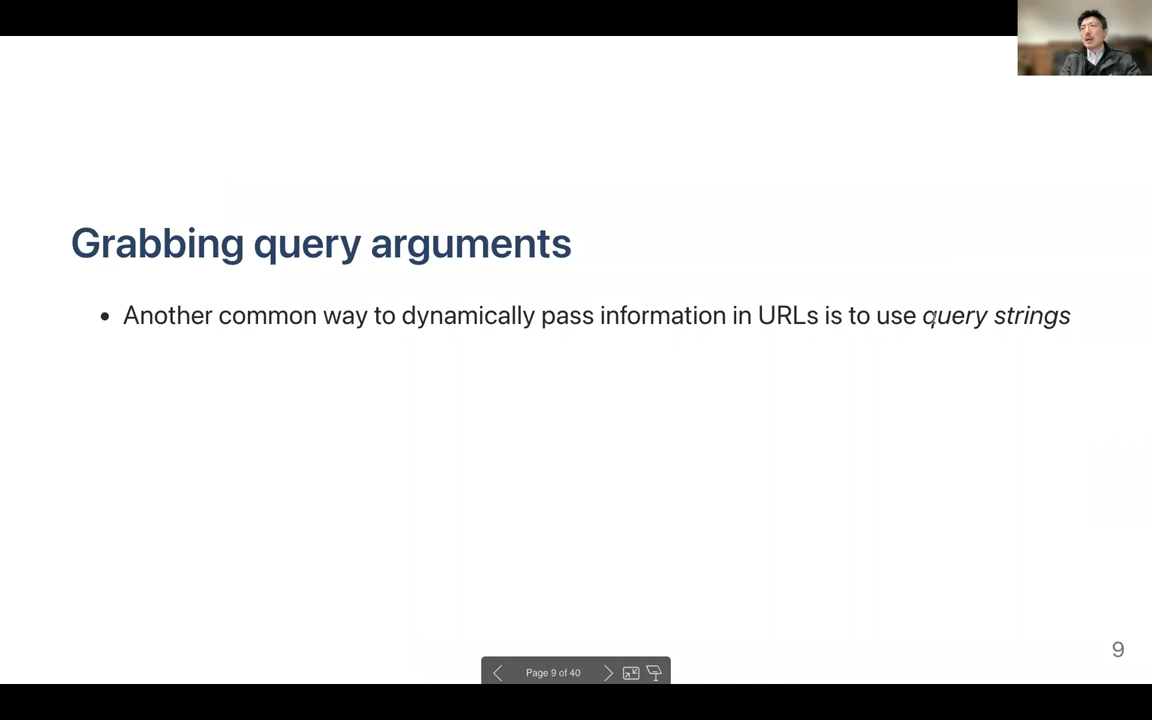 Grabbing query arguments
• Another common way to dynamically pass information in URLs is to use query strings
9
Page 9 of 40